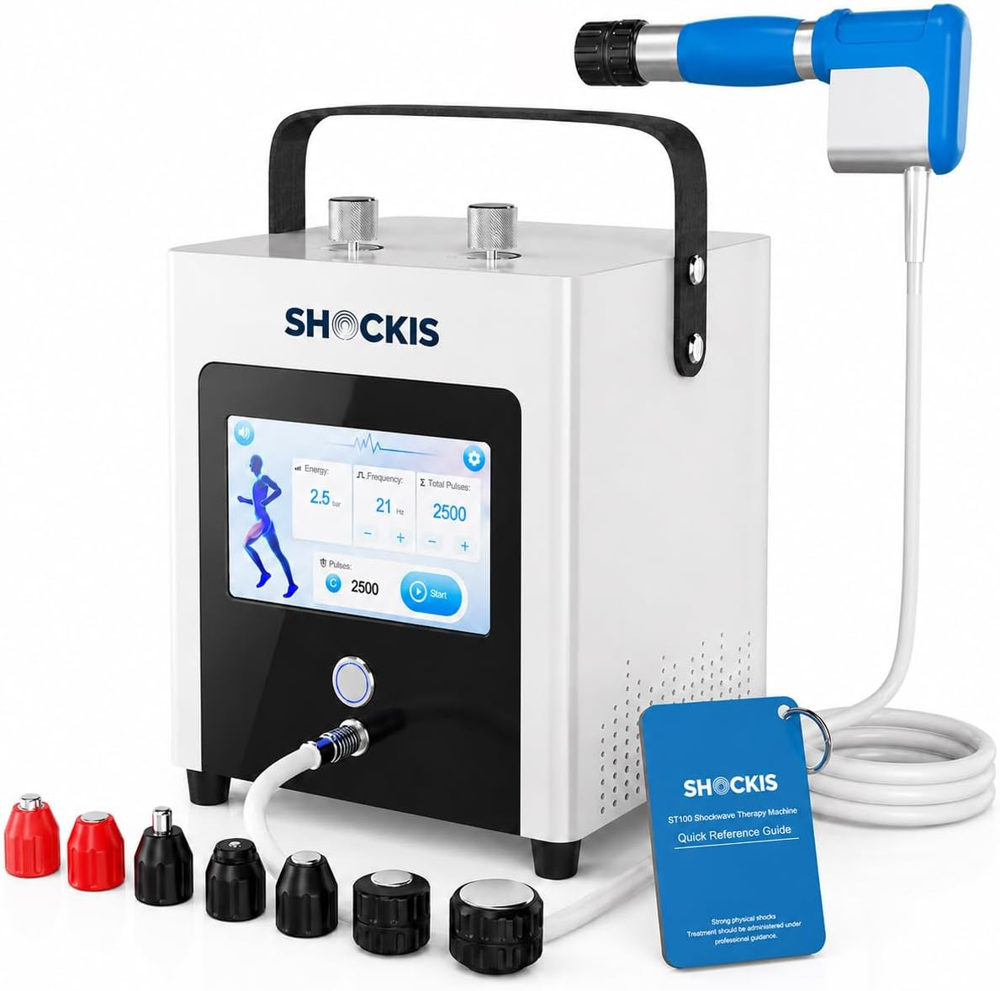 SHOCKIS
Energy:
2.5 bar
Frequency:
21 Hz
− +
Σ Total Pulses:
2500
− +
Pulses:
C 2500
Start
SHOCKIS
ST100 Shockwave Therapy Machine
Quick Reference Guide
Strong physical shocks
Treatment should be administered under
professional guidance.